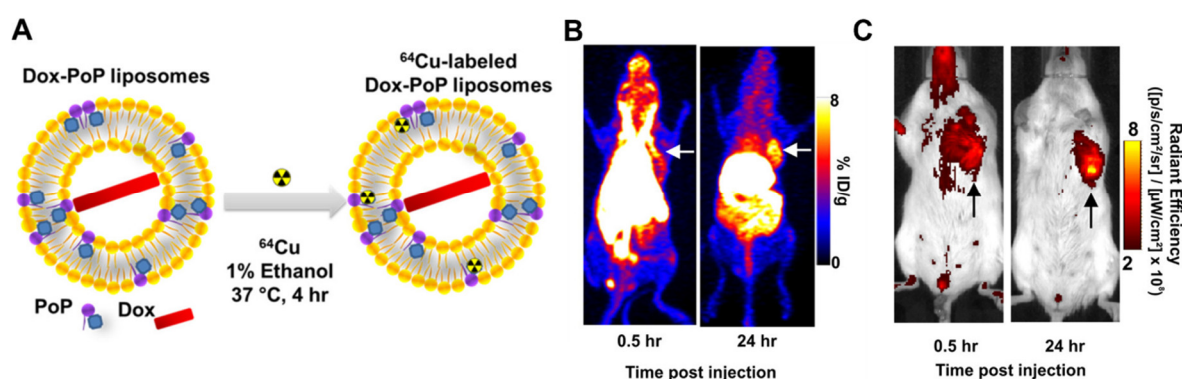 A
Dox-PoP liposomes
⁶⁴Cu-labeled
Dox-PoP liposomes
⁶⁴Cu
1% Ethanol
37 °C, 4 hr
PoP
Dox
B
8
% ID/g
0
0.5 hr
24 hr
Time post injection
C
8
2
Radiant Efficiency
([p/s/cm²/sr] / [µW/cm²] x 10⁸)
0.5 hr
24 hr
Time post injection